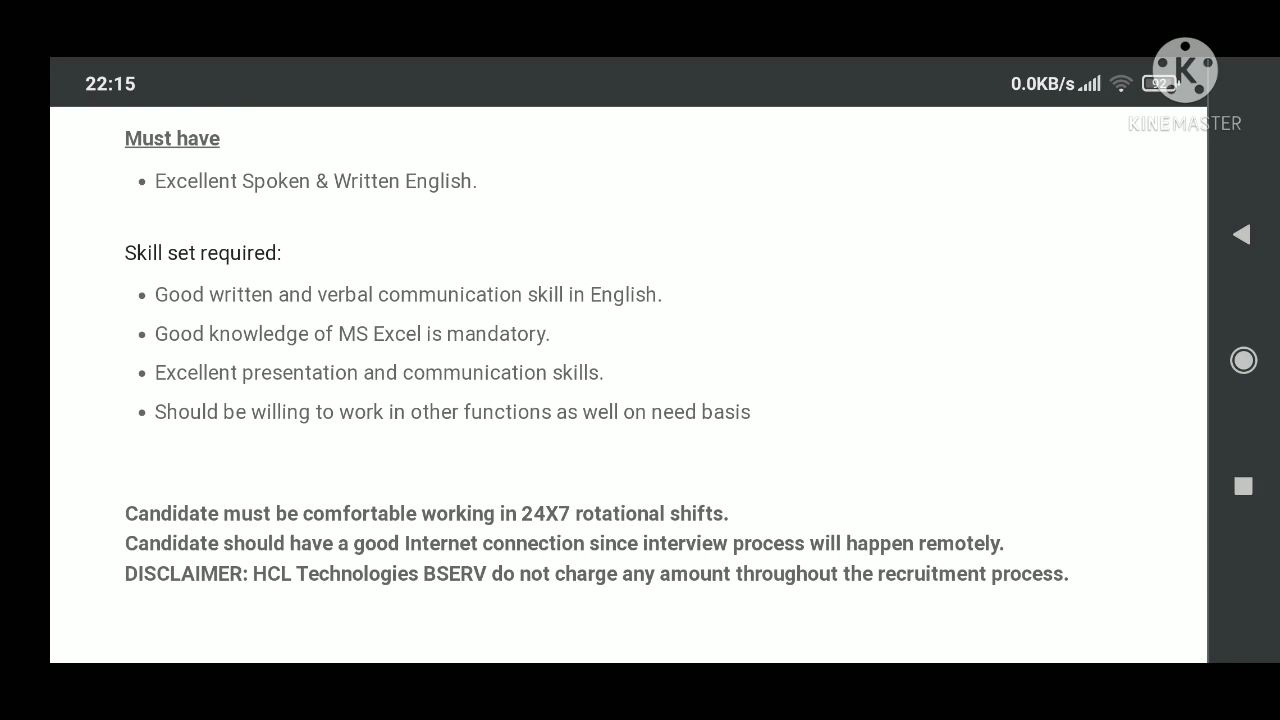 22:15
0.0KB/s
92
K
KINEMASTER
Must have
• Excellent Spoken & Written English.
Skill set required:
• Good written and verbal communication skill in English.
• Good knowledge of MS Excel is mandatory.
• Excellent presentation and communication skills.
• Should be willing to work in other functions as well on need basis
Candidate must be comfortable working in 24X7 rotational shifts.
Candidate should have a good Internet connection since interview process will happen remotely.
DISCLAIMER: HCL Technologies BSERV do not charge any amount throughout the recruitment process.